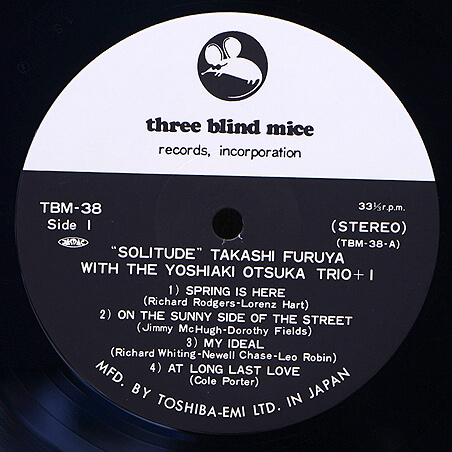 three blind mice
records, incorporation
TBM-38
Side 1
33⅓ r.p.m.
(STEREO)
(TBM-38-A)
"SOLITUDE" TAKASHI FURUYA
WITH THE YOSHIAKI OTSUKA TRIO+1
1) SPRING IS HERE
(Richard Rodgers-Lorenz Hart)
2) ON THE SUNNY SIDE OF THE STREET
(Jimmy McHugh-Dorothy Fields)
3) MY IDEAL
(Richard Whiting-Newell Chase-Leo Robin)
4) AT LONG LAST LOVE
(Cole Porter)
MFD. BY TOSHIBA-EMI LTD. IN JAPAN